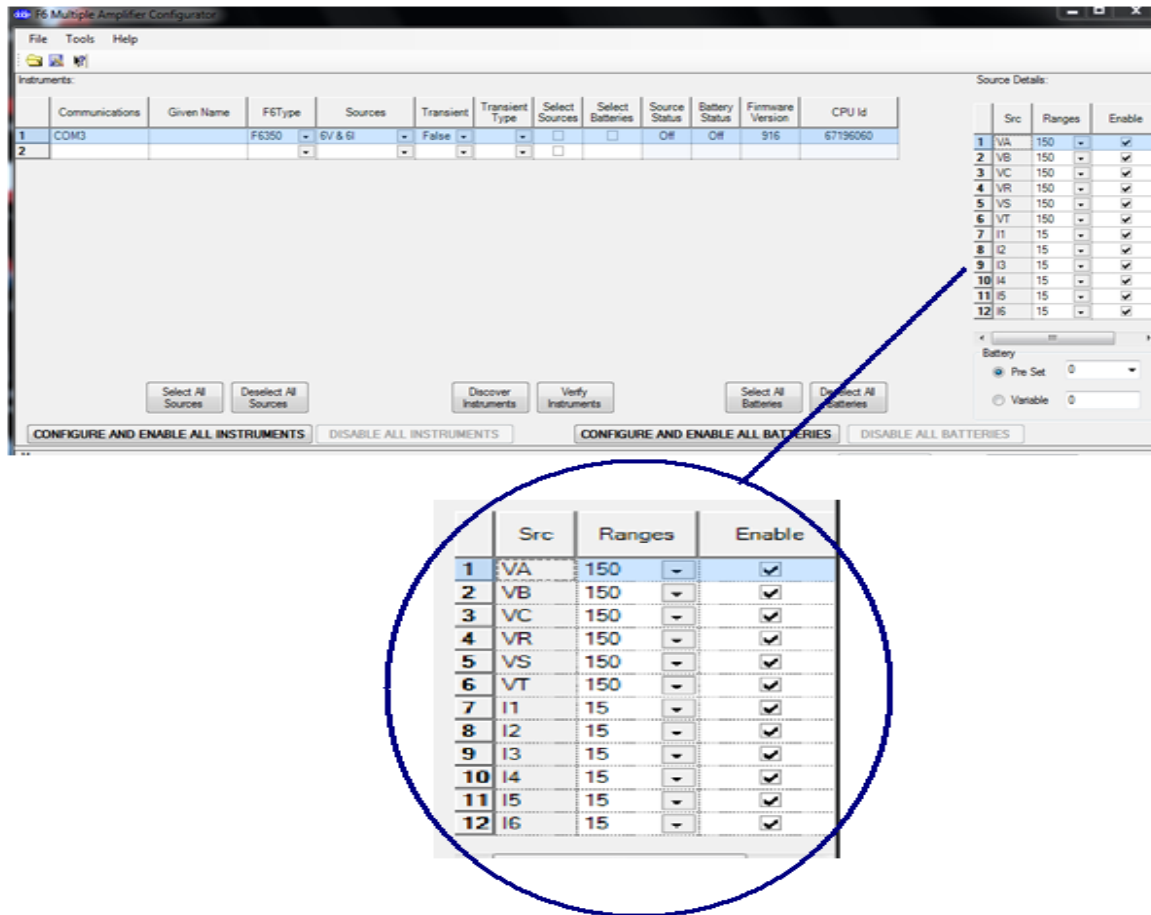 doble F6 Multiple Amplifier Configurator
File Tools Help
Instruments:
Communications Given Name F6Type Sources Transient Transient Type Select Sources Select Batteries Source Status Battery Status Firmware Version CPU Id
1 COM3 F6350 6V & 6I False Off Off 916 67196060
2
Source Details:
Src Ranges Enable
1 VA 150
2 VB 150
3 VC 150
4 VR 150
5 VS 150
6 VT 150
7 I1 15
8 I2 15
9 I3 15
10 I4 15
11 I5 15
12 I6 15
Battery
Pre Set 0
Variable 0
Select All Sources Deselect All Sources Discover Instruments Verify Instruments Select All Batteries Deselect All Batteries
CONFIGURE AND ENABLE ALL INSTRUMENTS DISABLE ALL INSTRUMENTS CONFIGURE AND ENABLE ALL BATTERIES DISABLE ALL BATTERIES
Src Ranges Enable
1 VA 150
2 VB 150
3 VC 150
4 VR 150
5 VS 150
6 VT 150
7 I1 15
8 I2 15
9 I3 15
10 I4 15
11 I5 15
12 I6 15